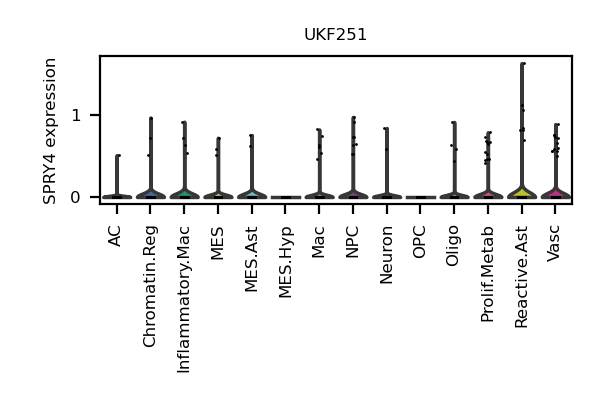 UKF251
SPRY4 expression
1
0
AC
Chromatin.Reg
Inflammatory.Mac
MES
MES.Ast
MES.Hyp
Mac
NPC
Neuron
OPC
Oligo
Prolif.Metab
Reactive.Ast
Vasc